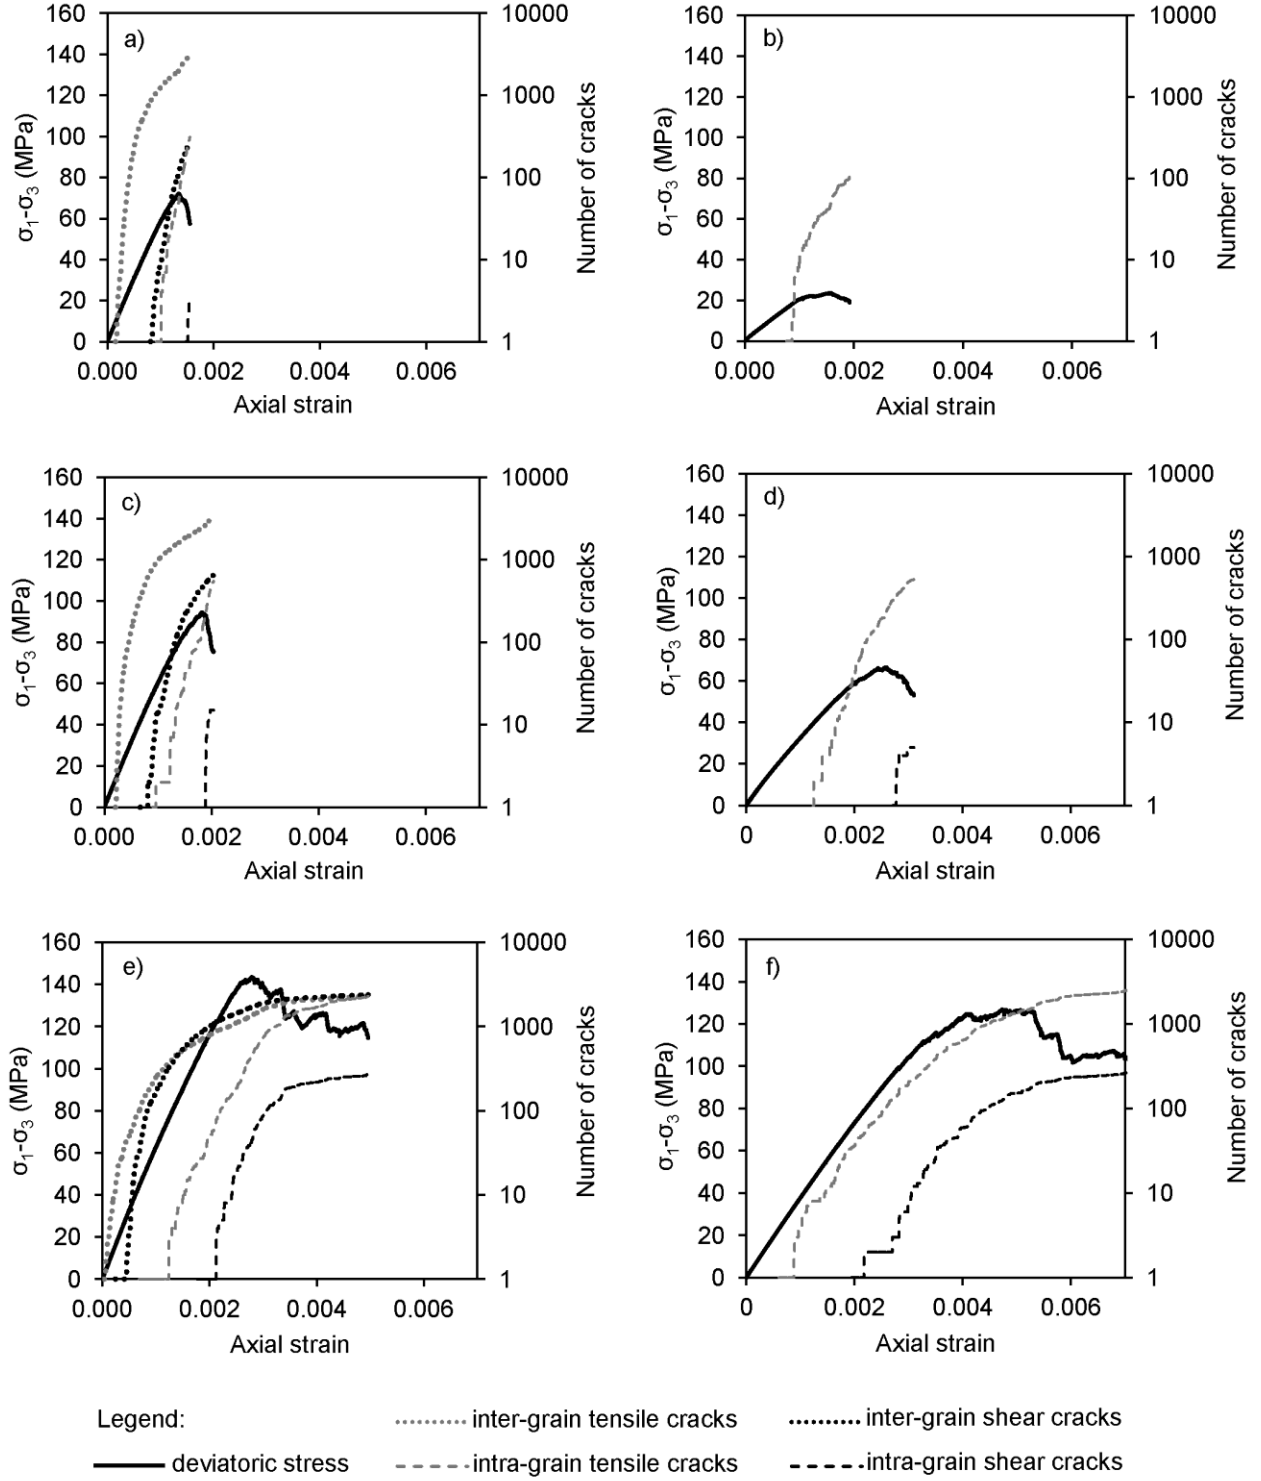 a)
160
140
120
100
80
60
40
20
0
σ1-σ3 (MPa)
10000
1000
100
10
1
Number of cracks
0.000 0.002 0.004 0.006
Axial strain
b)
160
140
120
100
80
60
40
20
0
σ1-σ3 (MPa)
10000
1000
100
10
1
Number of cracks
0.000 0.002 0.004 0.006
Axial strain
c)
160
140
120
100
80
60
40
20
0
σ1-σ3 (MPa)
10000
1000
100
10
1
Number of cracks
0.000 0.002 0.004 0.006
Axial strain
d)
160
140
120
100
80
60
40
20
0
σ1-σ3 (MPa)
10000
1000
100
10
1
Number of cracks
0 0.002 0.004 0.006
Axial strain
e)
160
140
120
100
80
60
40
20
0
σ1-σ3 (MPa)
10000
1000
100
10
1
Number of cracks
0.000 0.002 0.004 0.006
Axial strain
f)
160
140
120
100
80
60
40
20
0
σ1-σ3 (MPa)
10000
1000
100
10
1
Number of cracks
0 0.002 0.004 0.006
Axial strain
Legend: inter-grain tensile cracks inter-grain shear cracks
deviatoric stress intra-grain tensile cracks intra-grain shear cracks